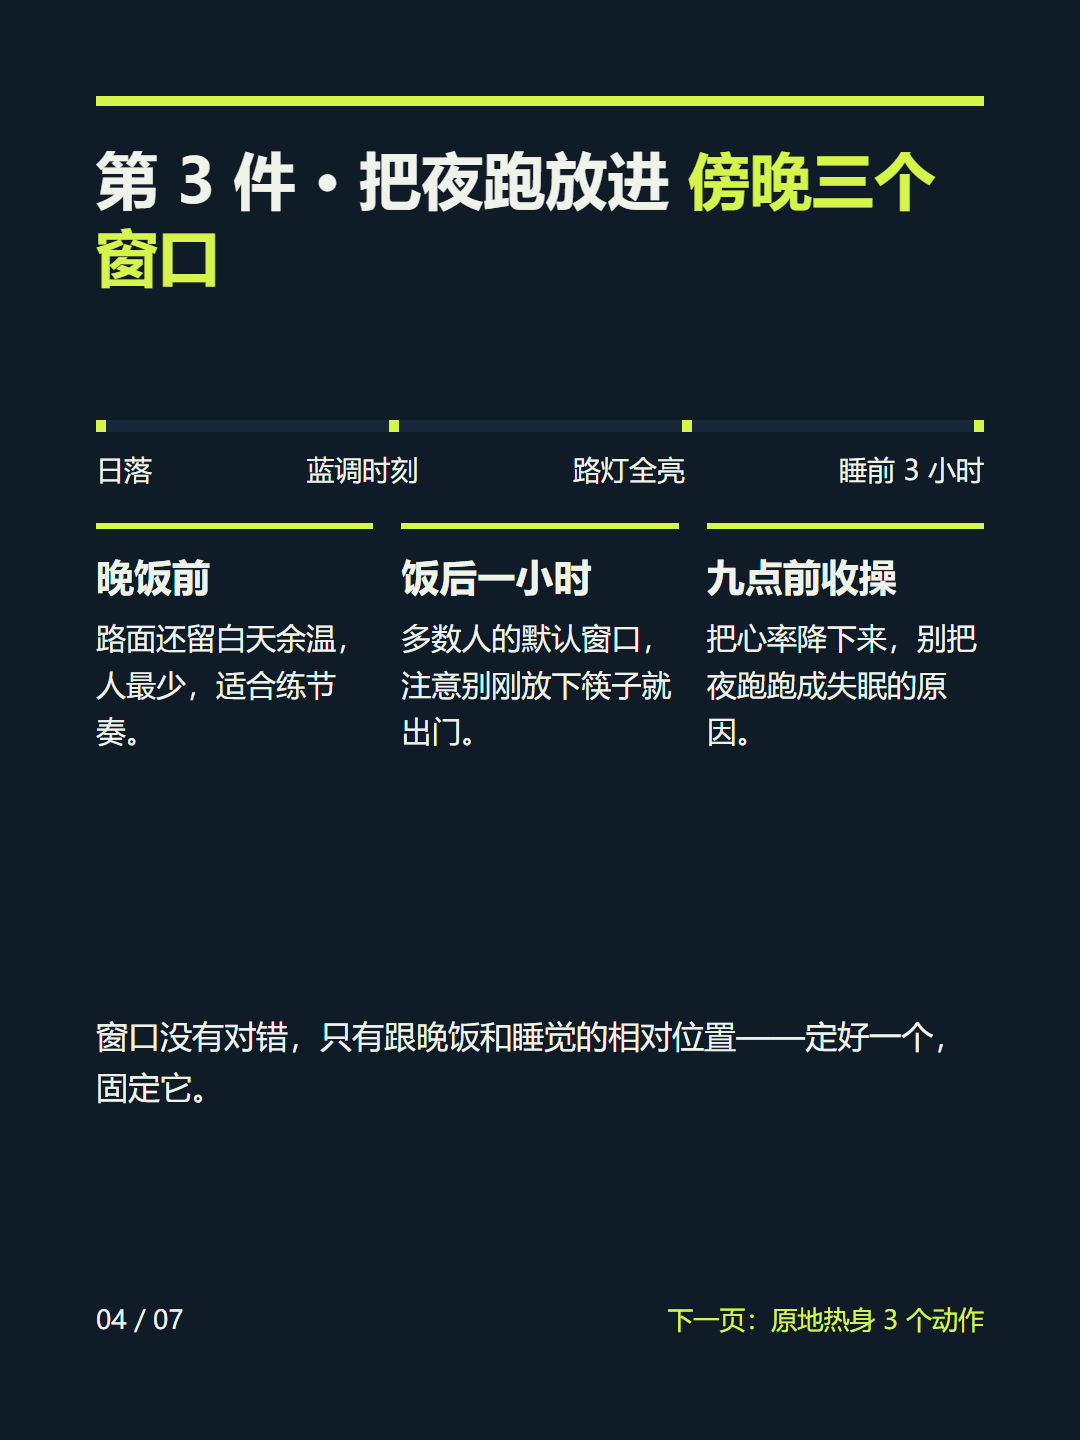 第 3 件 · 把夜跑放进 傍晚三个
窗口
日落 蓝调时刻 路灯全亮 睡前 3 小时
晚饭前
路面还留白天余温，
人最少，适合练节
奏。
饭后一小时
多数人的默认窗口，
注意别刚放下筷子就
出门。
九点前收操
把心率降下来，别把
夜跑跑成失眠的原
因。
窗口没有对错，只有跟晚饭和睡觉的相对位置——定好一个，
固定它。
04 / 07
下一页：原地热身 3 个动作